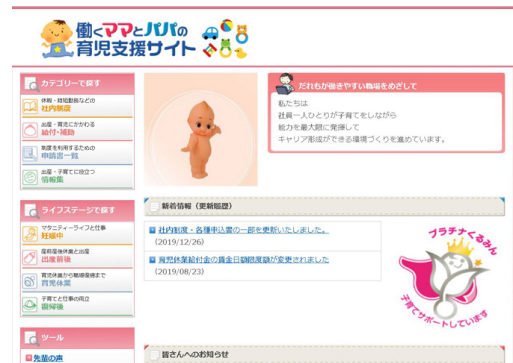 働くママとパパの
育児支援サイト
カテゴリーで探す
休暇・時短勤務などの
社内制度
出産・育児にかかわる
給付・補助
制度を利用するための
申請書一覧
出産・子育てに役立つ
情報集
ライフステージで探す
マタニティーライフと仕事
妊娠中
産前産後休業と出産
出産前後
育児休業から職場復帰まで
育児休業
子育てと仕事の両立
復帰後
ツール
先輩の声
だれもが働きやすい職場をめざして
私たちは
社員一人ひとりが子育てをしながら
能力を最大限に発揮して
キャリア形成ができる環境づくりを進めています。
新着情報（更新履歴）
社内制度・各種申込書の一部を更新いたしました。
(2019/12/26)
育児休業給付金の賃金日額限度額が変更されました
(2019/08/23)
プラチナくるみん
子育てサポートしています
皆さんへのお知らせ